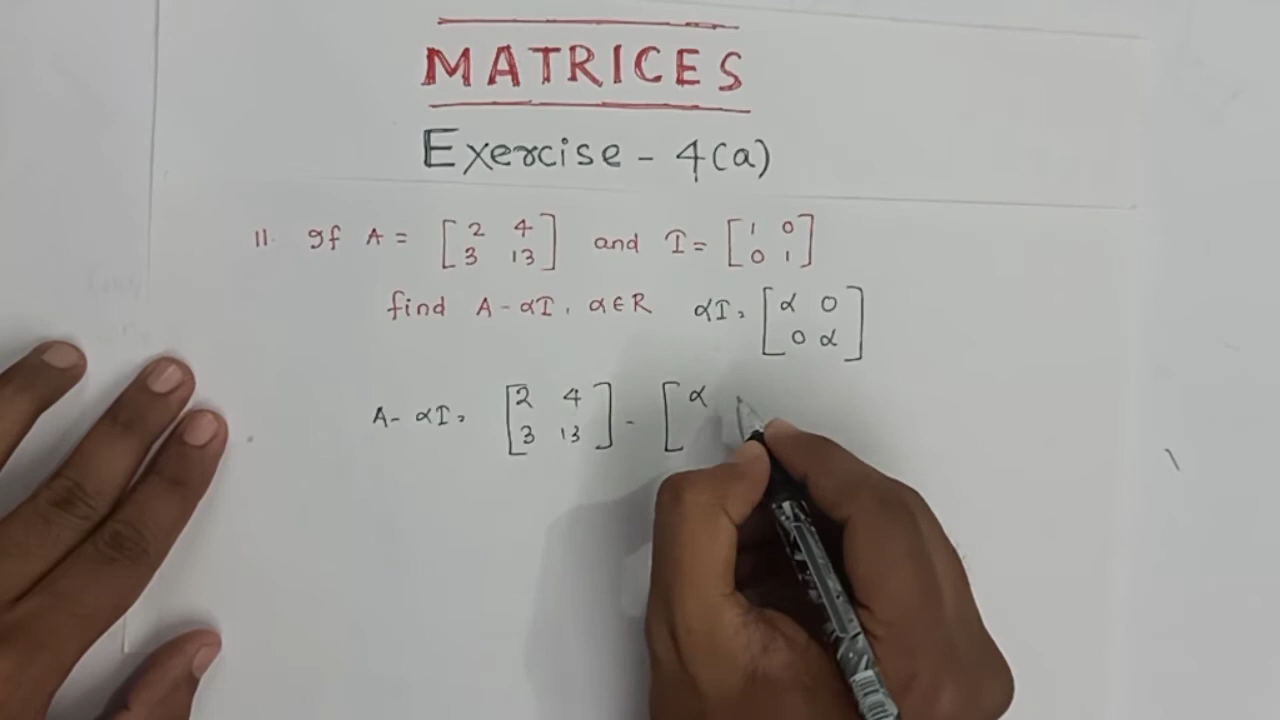 MATRICES
Exercise - 4(a)
11. If A = [2 4 and I = [1 0
3 13] 0 1]
find A - αI, α ∈ R αI = [α 0
0 α]
A - αI = [2 4 - [α
3 13]